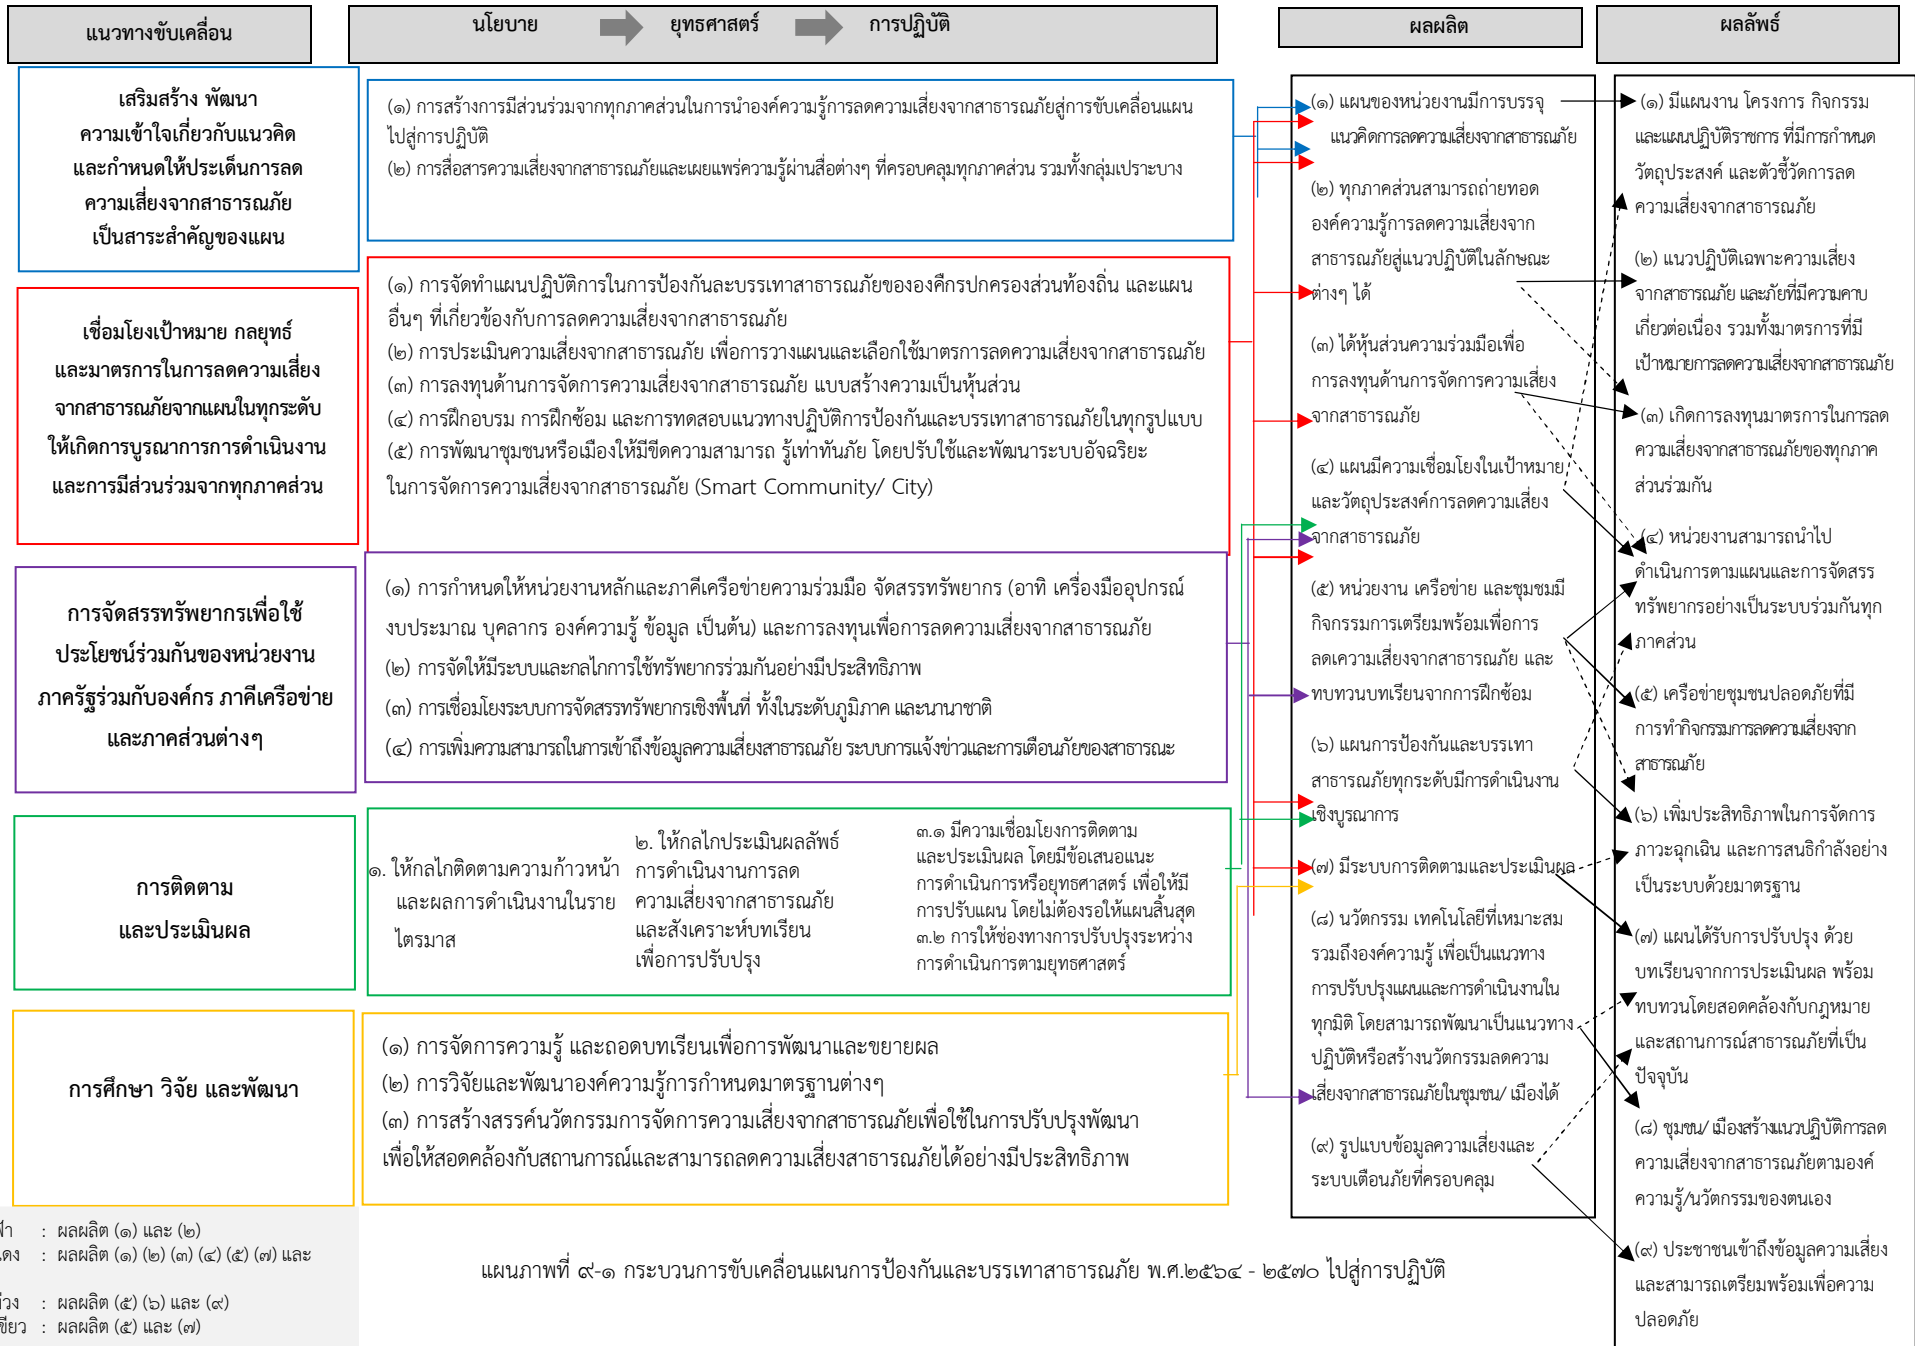 แนวทางขับเคลื่อน
นโยบาย
ยุทธศาสตร์
การปฏิบัติ
ผลผลิต
ผลลัพธ์
เสริมสร้าง พัฒนา
ความเข้าใจเกี่ยวกับแนวคิด
และกำหนดให้ประเด็นการลด
ความเสี่ยงจากสาธารณภัย
เป็นสาระสำคัญของแผน
(๑) การสร้างการมีส่วนร่วมจากทุกภาคส่วนในการนำองค์ความรู้การลดความเสี่ยงจากสาธารณภัยสู่การขับเคลื่อนแผน
ไปสู่การปฏิบัติ
(๒) การสื่อสารความเสี่ยงจากสาธารณภัยและเผยแพร่ความรู้ผ่านสื่อต่างๆ ที่ครอบคลุมทุกภาคส่วน รวมทั้งกลุ่มเปราะบาง
เชื่อมโยงเป้าหมาย กลยุทธ์
และมาตรการในการลดความเสี่ยง
จากสาธารณภัยจากแผนในทุกระดับ
ให้เกิดการบูรณาการการดำเนินงาน
และการมีส่วนร่วมจากทุกภาคส่วน
(๑) การจัดทำแผนปฏิบัติการในการป้องกันละบรรเทาสาธารณภัยขององศืกรปกครองส่วนท้องถิ่น และแผน
อื่นๆ ที่เกี่ยวข้องกับการลดความเสี่ยงจากสาธารณภัย
(๒) การประเมินความเสี่ยงจากสาธารณภัย เพื่อการวางแผนและเลือกใช้มาตรการลดความเสี่ยงจากสาธารณภัย
(๓) การลงทุนด้านการจัดการความเสี่ยงจากสาธารณภัย แบบสร้างความเป็นหุ้นส่วน
(๔) การฝึกอบรม การฝึกซ้อม และการทดสอบแนวทางปฏิบัติการป้องกันและบรรเทาสาธารณภัยในทุกรูปแบบ
(๕) การพัฒนาชุมชนหรือเมืองให้มีขีดความสามารถ รู้เท่าทันภัย โดยปรับใช้และพัฒนาระบบอัจฉริยะ
ในการจัดการความเสี่ยงจากสาธารณภัย (Smart Community/ City)
การจัดสรรทรัพยากรเพื่อใช้
ประโยชน์ร่วมกันของหน่วยงาน
ภาครัฐร่วมกับองค์กร ภาคีเครือข่าย
และภาคส่วนต่างๆ
(๑) การกำหนดให้หน่วยงานหลักและภาคีเครือข่ายความร่วมมือ จัดสรรทรัพยากร (อาทิ เครื่องมืออุปกรณ์
งบประมาณ บุคลากร องค์ความรู้ ข้อมูล เป็นต้น) และการลงทุนเพื่อการลดความเสี่ยงจากสาธารณภัย
(๒) การจัดให้มีระบบและกลไกการใช้ทรัพยากรร่วมกันอย่างมีประสิทธิภาพ
(๓) การเชื่อมโยงระบบการจัดสรรทรัพยากรเชิงพื้นที่ ทั้งในระดับภูมิภาค และนานาชาติ
(๔) การเพิ่มความสามารถในการเข้าถึงข้อมูลความเสี่ยงสาธารณภัย ระบบการแจ้งข่าวและการเตือนภัยของสาธารณะ
การติดตาม
และประเมินผล
๑. ให้กลไกติดตามความก้าวหน้า
และผลการดำเนินงานในราย
ไตรมาส
๒. ให้กลไกประเมินผลลัพธ์
การดำเนินงานการลด
ความเสี่ยงจากสาธารณภัย
และสังเคราะห์บทเรียน
เพื่อการปรับปรุง
๓.๑ มีความเชื่อมโยงการติดตาม
และประเมินผล โดยมีข้อเสนอแนะ
การดำเนินการหรือยุทธศาสตร์ เพื่อให้มี
การปรับแผน โดยไม่ต้องรอให้แผนสิ้นสุด
๓.๒ การให้ช่องทางการปรับปรุงระหว่าง
การดำเนินการตามยุทธศาสตร์
การศึกษา วิจัย และพัฒนา
(๑) การจัดการความรู้ และถอดบทเรียนเพื่อการพัฒนาและขยายผล
(๒) การวิจัยและพัฒนาองค์ความรู้การกำหนดมาตรฐานต่างๆ
(๓) การสร้างสรรค์นวัตกรรมการจัดการความเสี่ยงจากสาธารณภัยเพื่อใช้ในการปรับปรุงพัฒนา
เพื่อให้สอดคล้องกับสถานการณ์และสามารถลดความเสี่ยงสาธารณภัยได้อย่างมีประสิทธิภาพ
(๑) แผนของหน่วยงานมีการบรรจุ
แนวคิดการลดความเสี่ยงจากสาธารณภัย
(๒) ทุกภาคส่วนสามารถถ่ายทอด
องค์ความรู้การลดความเสี่ยงจาก
สาธารณภัยสู่แนวปฏิบัติในลักษณะ
ต่างๆ ได้
(๓) ได้หุ้นส่วนความร่วมมือเพื่อ
การลงทุนด้านการจัดการความเสี่ยง
จากสาธารณภัย
(๔) แผนมีความเชื่อมโยงในเป้าหมาย
และวัตถุประสงค์การลดความเสี่ยง
จากสาธารณภัย
(๕) หน่วยงาน เครือข่าย และชุมชมมี
กิจกรรมการเตรียมพร้อมเพื่อการ
ลดเความเสี่ยงจากสาธารณภัย และ
ทบทวนบทเรียนจากการฝึกซ้อม
(๖) แผนการป้องกันและบรรเทา
สาธารณภัยทุกระดับมีการดำเนินงาน
เชิงบูรณาการ
(๗) มีระบบการติดตามและประเมินผล
(๘) นวัตกรรม เทคโนโลยีที่เหมาะสม
รวมถึงองค์ความรู้ เพื่อเป็นแนวทาง
การปรับปรุงแผนและการดำเนินงานใน
ทุกมิติ โดยสามารถพัฒนาเป็นแนวทาง
ปฏิบัติหรือสร้างนวัตกรรมลดความ
เสี่ยงจากสาธารณภัยในชุมชน/ เมืองได้
(๙) รูปแบบข้อมูลความเสี่ยงและ
ระบบเตือนภัยที่ครอบคลุม
(๑) มีแผนงาน โครงการ กิจกรรม
และแผนปฏิบัติราชการ ที่มีการกำหนด
วัตถุประสงค์ และตัวชี้วัดการลด
ความเสี่ยงจากสาธารณภัย
(๒) แนวปฏิบัติเฉพาะความเสี่ยง
จากสาธารณภัย และภัยที่มีความคาบ
เกี่ยวต่อเนื่อง รวมทั้งมาตรการที่มี
เป้าหมายการลดความเสี่ยงจากสาธารณภัย
(๓) เกิดการลงทุนมาตรการในการลด
ความเสี่ยงจากสาธารณภัยของทุกภาค
ส่วนร่วมกัน
(๔) หน่วยงานสามารถนำไป
ดำเนินการตามแผนและการจัดสรร
ทรัพยากรอย่างเป็นระบบร่วมกันทุก
ภาคส่วน
(๕) เครือข่ายชุมชนปลอดภัยที่มี
การทำกิจกรรมการลดความเสี่ยงจาก
สาธารณภัย
(๖) เพิ่มประสิทธิภาพในการจัดการ
ภาวะฉุกเฉิน และการสนธิกำลังอย่าง
เป็นระบบด้วยมาตรฐาน
(๗) แผนได้รับการปรับปรุง ด้วย
บทเรียนจากการประเมินผล พร้อม
ทบทวนโดยสอดคล้องกับกฎหมาย
และสถานการณ์สาธารณภัยที่เป็น
ปัจจุบัน
(๘) ชุมชน/ เมืองสร้างแนวปฏิบัติการลด
ความเสี่ยงจากสาธารณภัยตามองค์
ความรู้/นวัตกรรมของตนเอง
(๙) ประชาชนเข้าถึงข้อมูลความเสี่ยง
และสามารถเตรียมพร้อมเพื่อความ
ปลอดภัย
: ผลผลิต (๑) และ (๒)
: ผลผลิต (๑) (๒) (๓) (๔) (๕) (๗) และ
: ผลผลิต (๕) (๖) และ (๙)
เขียว : ผลผลิต (๕) และ (๗)
แผนภาพที่ ๙-๑ กระบวนการขับเคลื่อนแผนการป้องกันและบรรเทาสาธารณภัย พ.ศ.๒๕๖๔ - ๒๕๗๐ ไปสู่การปฏิบัติ